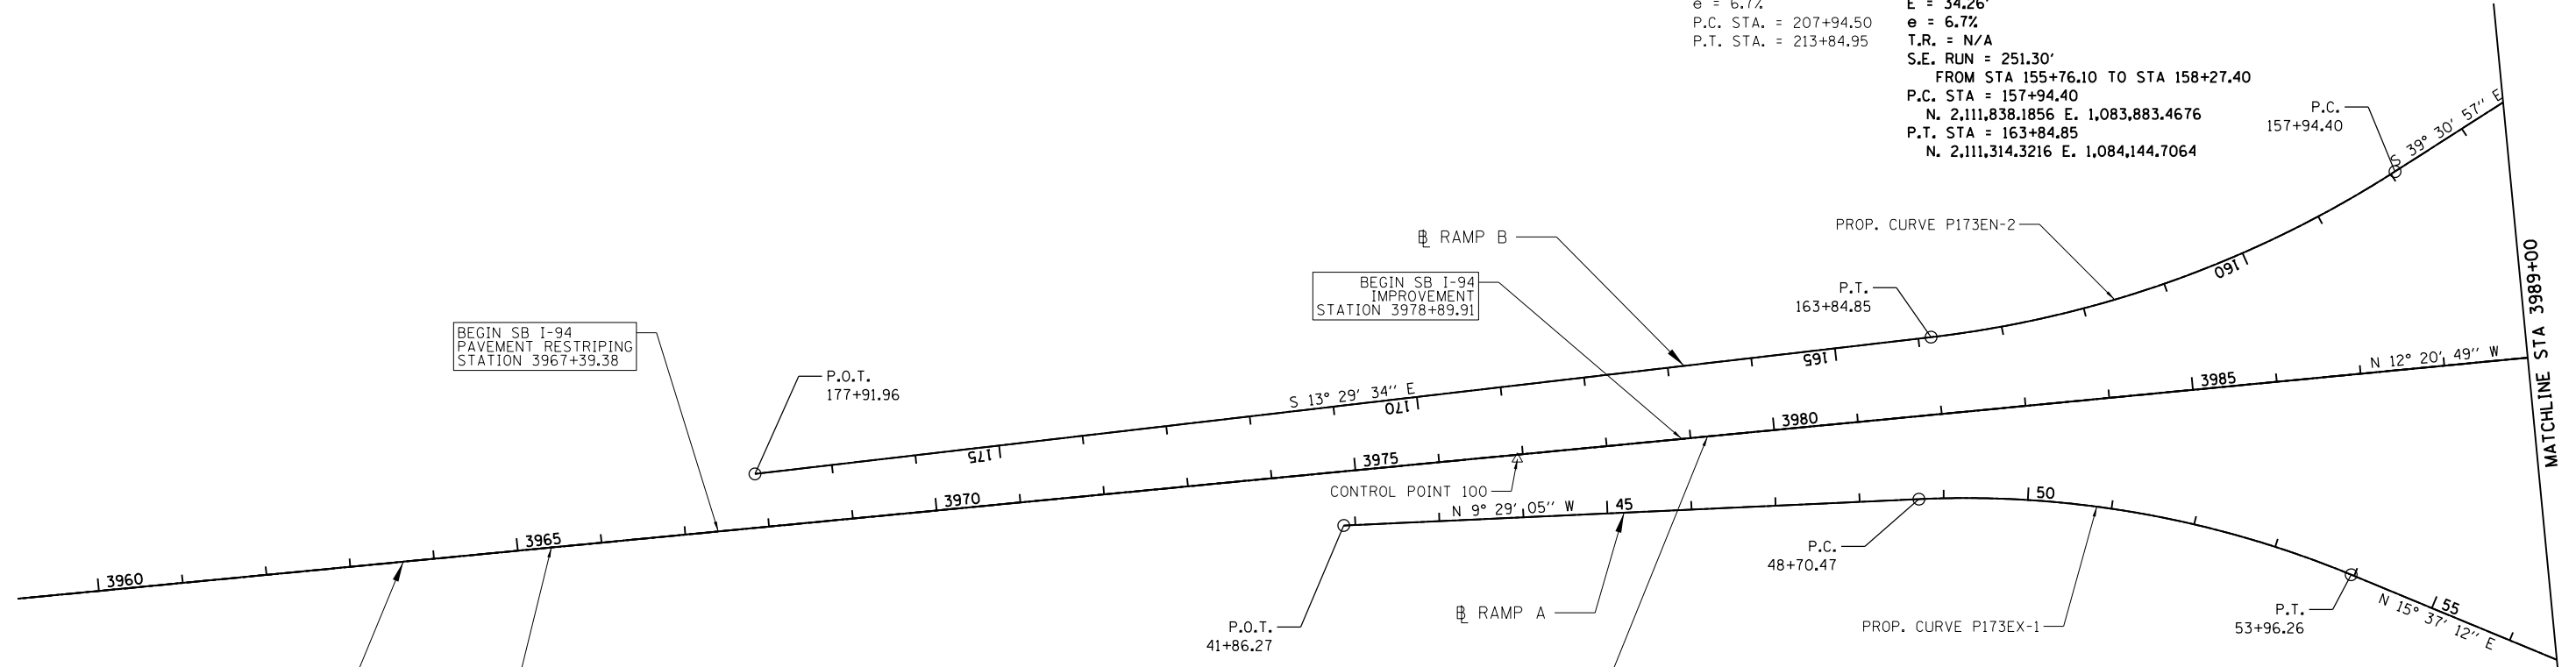 e = 6.7%
P.C. STA. = 207+94.50
P.T. STA. = 213+84.95
E = 34.26'
e = 6.7%
T.R. = N/A
S.E. RUN = 251.30'
FROM STA 155+76.10 TO STA 158+27.40
P.C. STA = 157+94.40
N. 2,111,838.1856 E. 1,083,883.4676
P.T. STA = 163+84.85
N. 2,111,314.3216 E. 1,084,144.7064
P.C.
157+94.40
S 39° 30' 57'' E
PROP. CURVE P173EN-2
160
℄ RAMP B
BEGIN SB I-94
IMPROVEMENT
STATION 3978+89.91
P.T.
163+84.85
MATCHLINE STA 3989+00
BEGIN SB I-94
PAVEMENT RESTRIPING
STATION 3967+39.38
P.O.T.
177+91.96
165
S 13° 29' 34'' E
170
175
N 12° 20' 49'' W
3985
3980
3975
3970
3965
3960
CONTROL POINT 100
N 9° 29' 05'' W
45
50
P.C.
48+70.47
℄ RAMP A
P.O.T.
41+86.27
PROP. CURVE P173EX-1
P.T.
53+96.26
55
N 15° 37' 12'' E